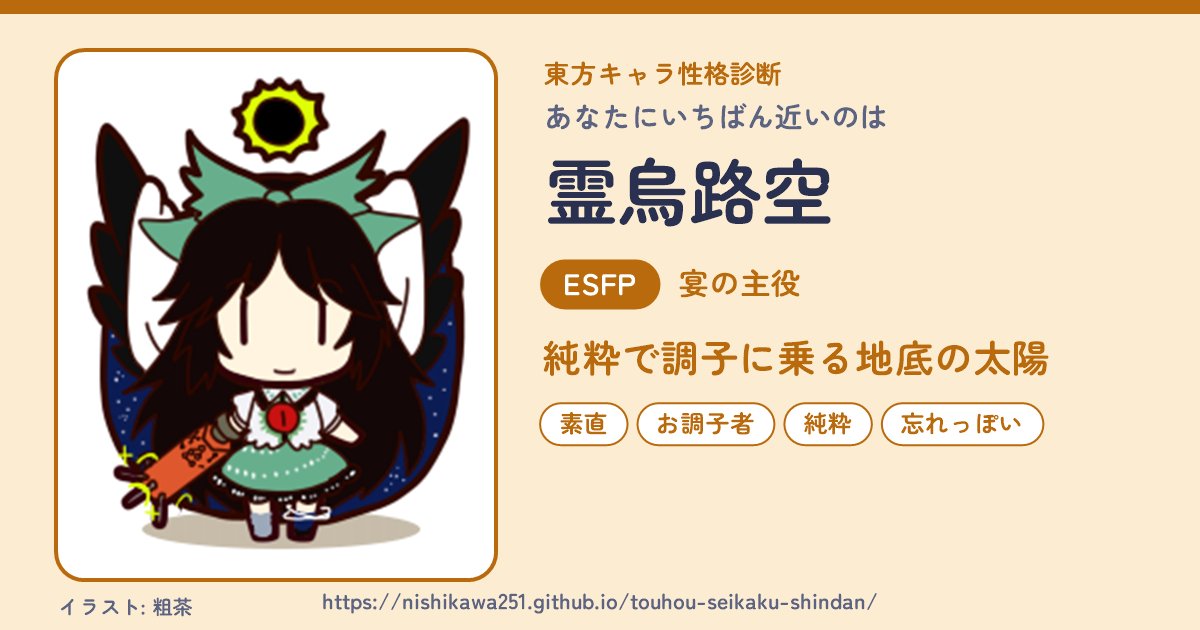 東方キャラ性格診断
あなたにいちばん近いのは
霊烏路空
ESFP 宴の主役
純粋で調子に乗る地底の太陽
素直 お調子者 純粋 忘れっぽい
イラスト: 粗茶
https://nishikawa251.github.io/touhou-seikaku-shindan/